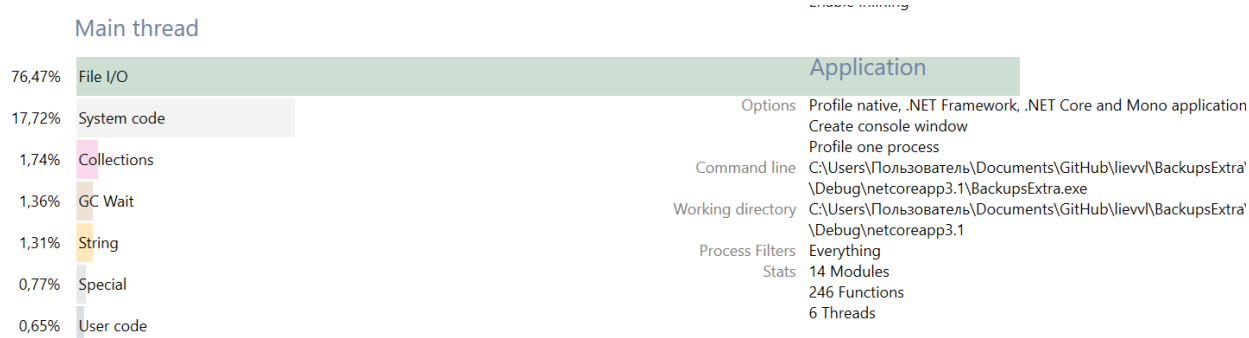 Main thread
76,47% File I/O
17,72% System code
1,74% Collections
1,36% GC Wait
1,31% String
0,77% Special
0,65% User code
Enable inlining
Application
Options Profile native, .NET Framework, .NET Core and Mono application
Create console window
Profile one process
Command line C:\Users\Пользователь\Documents\GitHub\lievvl\BackupsExtra\
\Debug\netcoreapp3.1\BackupsExtra.exe
Working directory C:\Users\Пользователь\Documents\GitHub\lievvl\BackupsExtra\
\Debug\netcoreapp3.1
Process Filters Everything
Stats 14 Modules
246 Functions
6 Threads